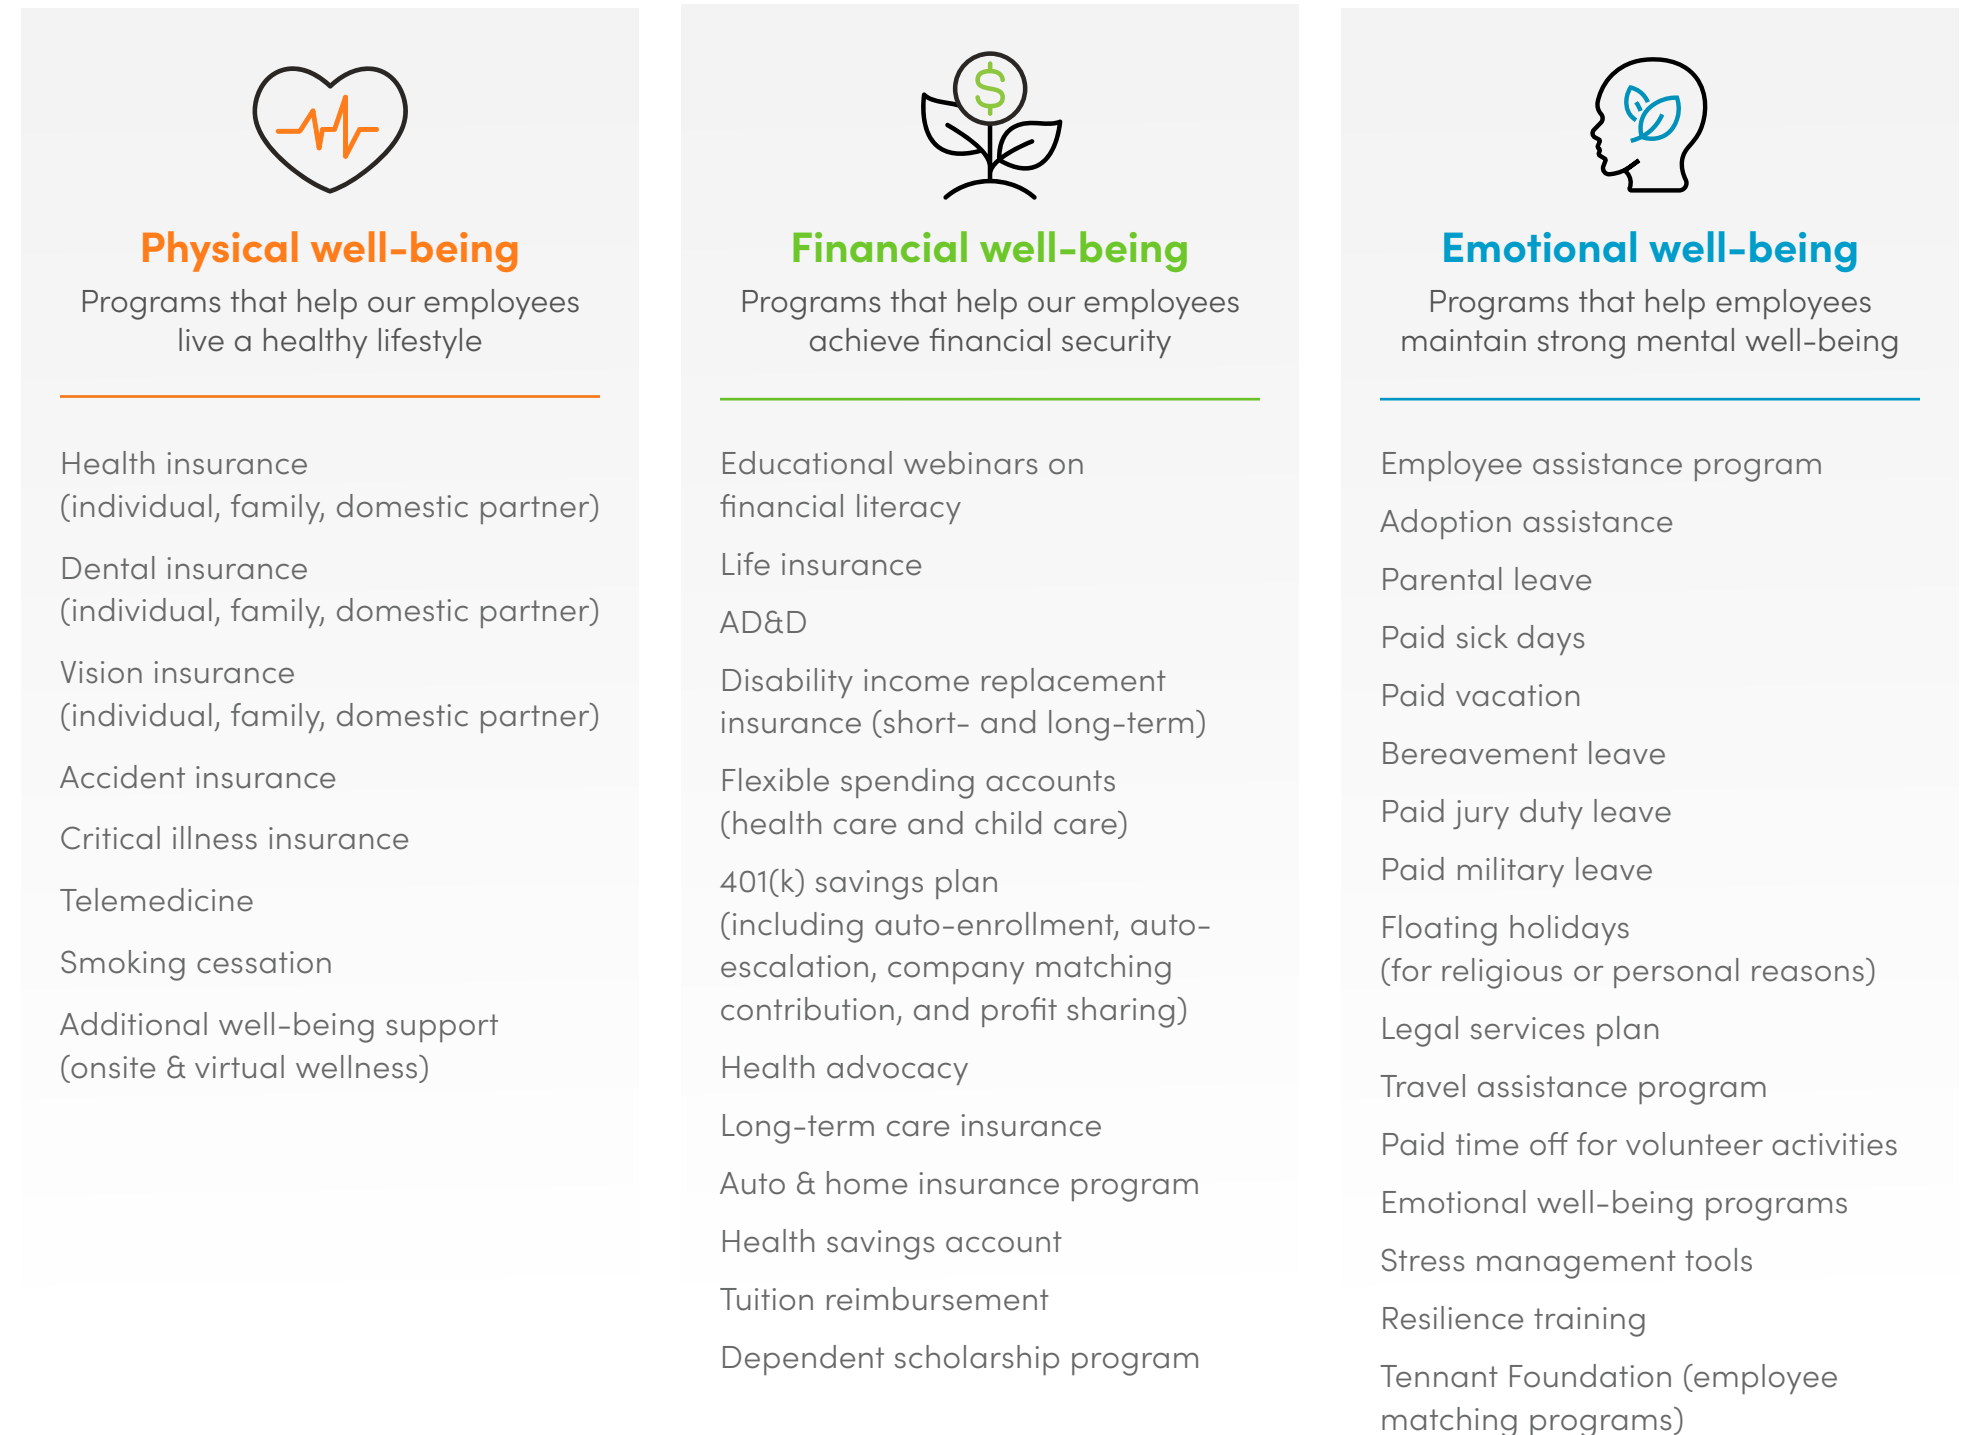 Physical well-being
Programs that help our employees
live a healthy lifestyle
Health insurance
(individual, family, domestic partner)
Dental insurance
(individual, family, domestic partner)
Vision insurance
(individual, family, domestic partner)
Accident insurance
Critical illness insurance
Telemedicine
Smoking cessation
Additional well-being support
(onsite & virtual wellness)
$
Financial well-being
Programs that help our employees
achieve financial security
Educational webinars on
financial literacy
Life insurance
AD&D
Disability income replacement
insurance (short- and long-term)
Flexible spending accounts
(health care and child care)
401(k) savings plan
(including auto-enrollment, auto-
escalation, company matching
contribution, and profit sharing)
Health advocacy
Long-term care insurance
Auto & home insurance program
Health savings account
Tuition reimbursement
Dependent scholarship program
Emotional well-being
Programs that help employees
maintain strong mental well-being
Employee assistance program
Adoption assistance
Parental leave
Paid sick days
Paid vacation
Bereavement leave
Paid jury duty leave
Paid military leave
Floating holidays
(for religious or personal reasons)
Legal services plan
Travel assistance program
Paid time off for volunteer activities
Emotional well-being programs
Stress management tools
Resilience training
Tennant Foundation (employee
matching programs)